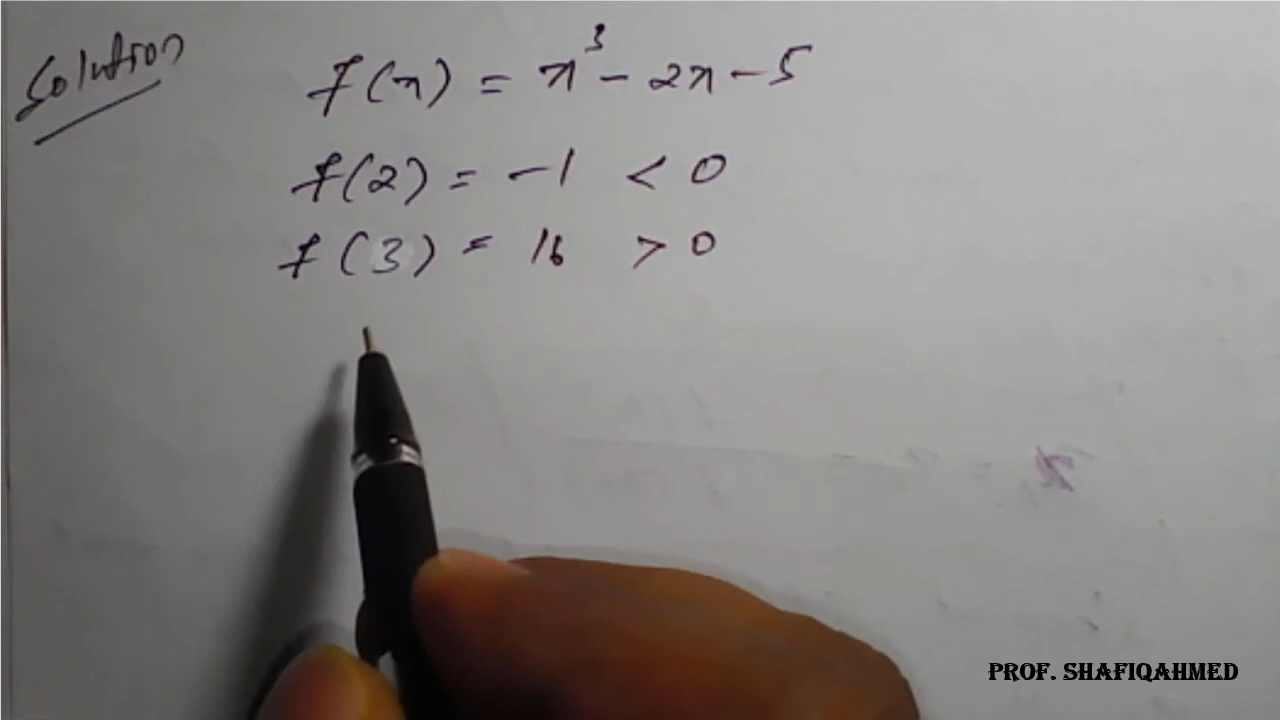 Solution
f(x) = x³ - 2x - 5
f(2) = -1 < 0
f(3) = 16 > 0
PROF. SHAFIQAHMED